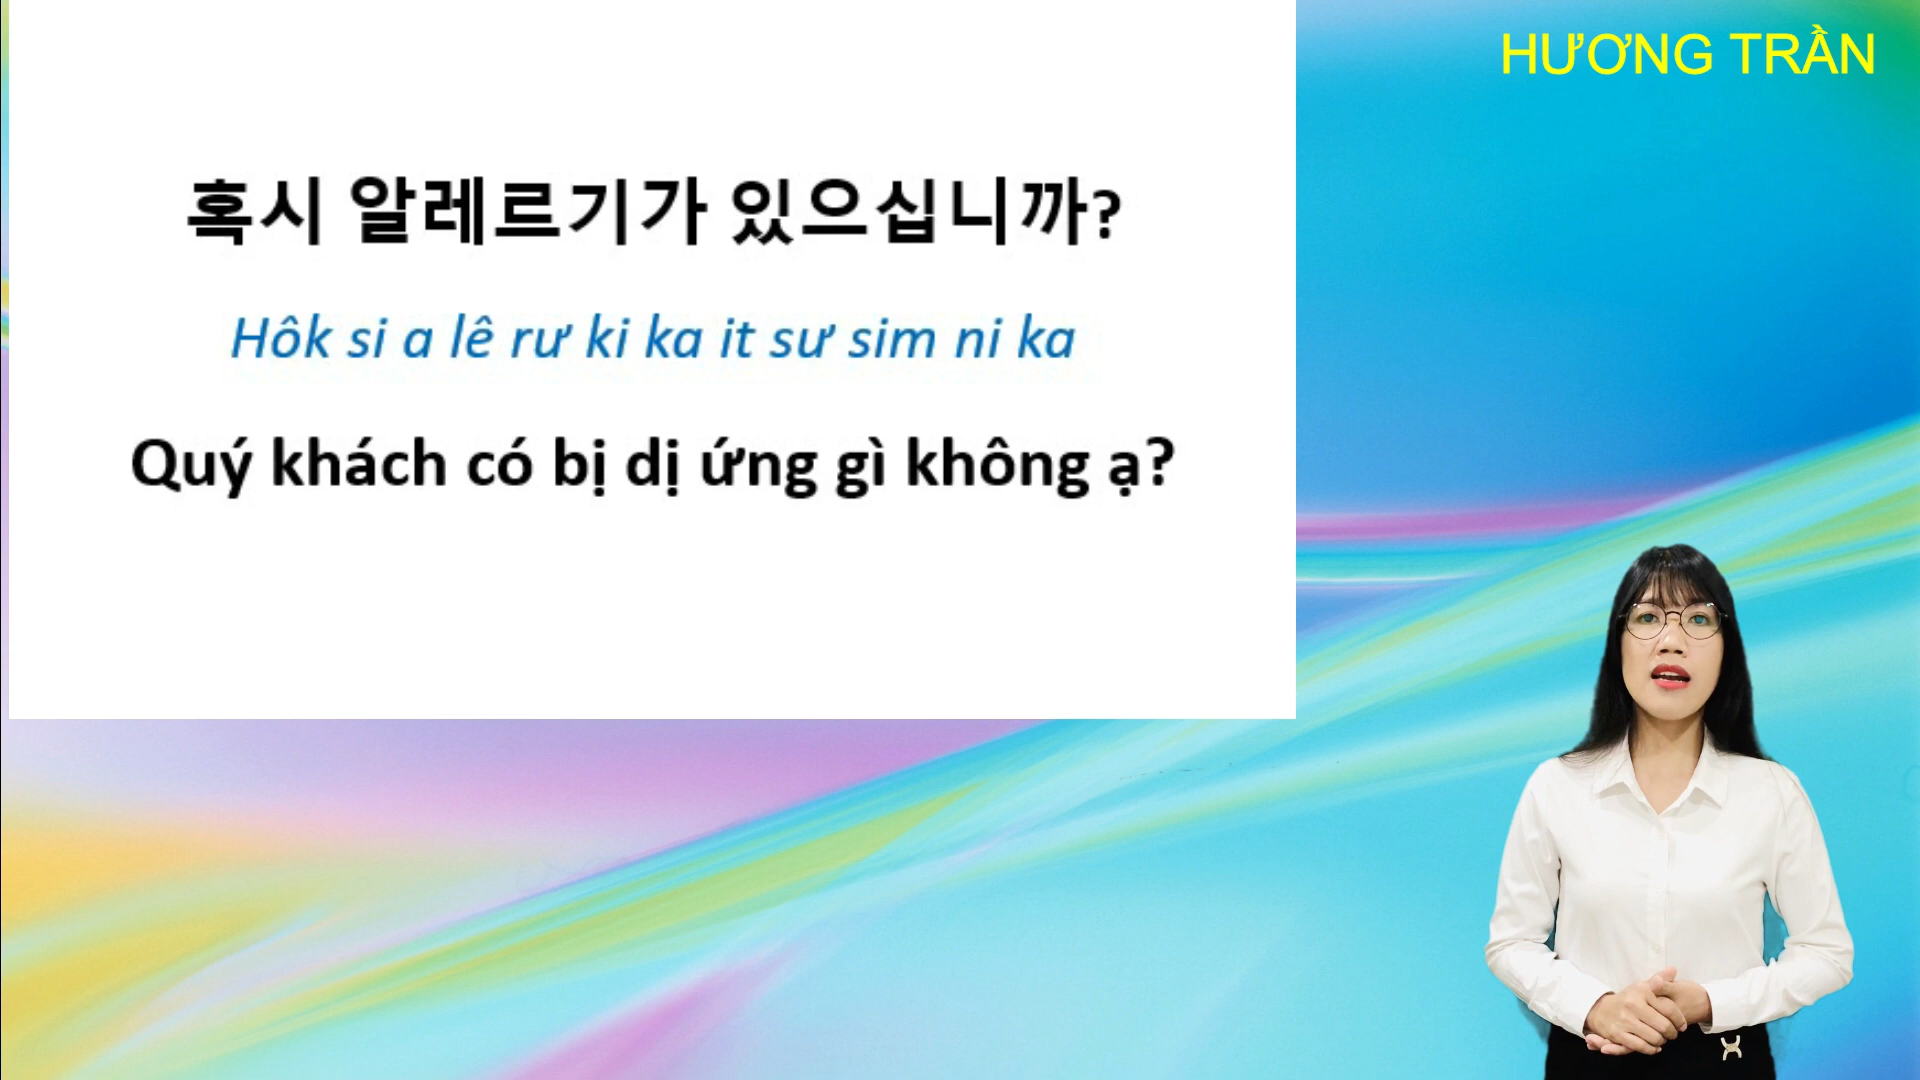 HƯƠNG TRẦN
혹시 알레르기가 있으십니까?
Hôk si a lê rư ki ka it sư sim ni ka
Quý khách có bị dị ứng gì không ạ?